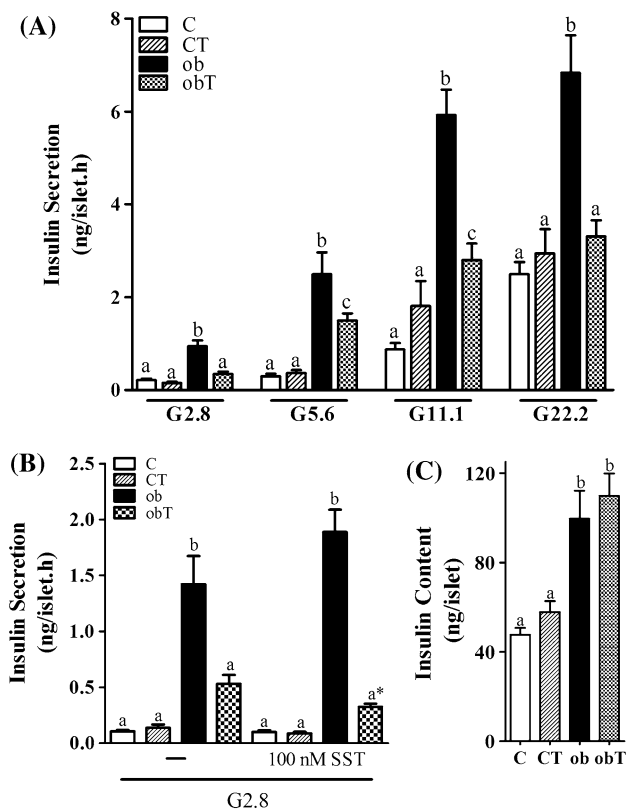 (A)
C
CT
ob
obT
Insulin Secretion
(ng/islet.h)
8
6
4
2
0
a a b a
a a b c
a a b c
a a b a
G2.8 G5.6 G11.1 G22.2
(B)
C
CT
ob
obT
Insulin Secretion
(ng/islet.h)
2.5
2.0
1.5
1.0
0.5
0.0
a a b a
a a b a*
– 100 nM SST
G2.8
(C)
Insulin Content
(ng/islet)
120
80
40
0
a a b b
C CT ob obT